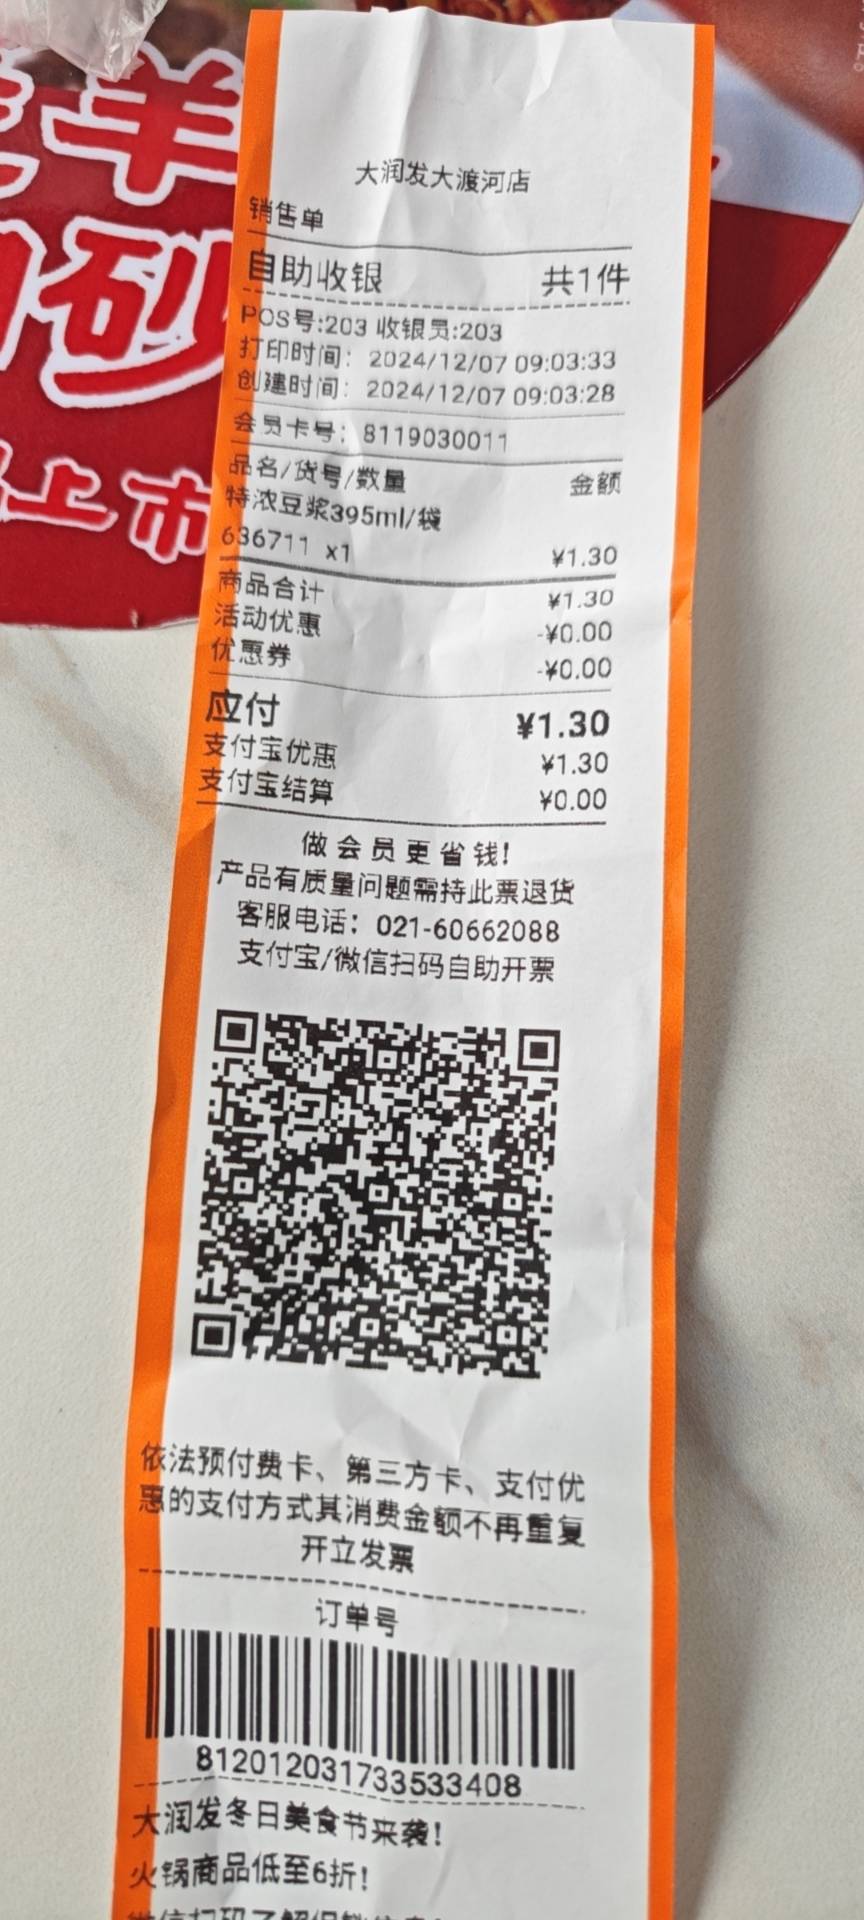 羊
砂
上市
大润发大渡河店
销售单
自助收银 共1件
POS号:203 收银员:203
打印时间: 2024/12/07 09:03:33
创建时间: 2024/12/07 09:03:28
会员卡号: 8119030011
品名/货号/数量 金额
特浓豆浆395ml/袋
636711 x1 ¥1.30
商品合计 ¥1.30
活动优惠 -¥0.00
优惠券 -¥0.00
应付 ¥1.30
支付宝优惠 ¥1.30
支付宝结算 ¥0.00
做会员更省钱!
产品有质量问题需持此票退货
客服电话: 021-60662088
支付宝/微信扫码自助开票
依法预付费卡、第三方卡、支付优
惠的支付方式其消费金额不再重复
开立发票
订单号
812012031733533408
大润发冬日美食节来袭!
火锅商品低至6折!